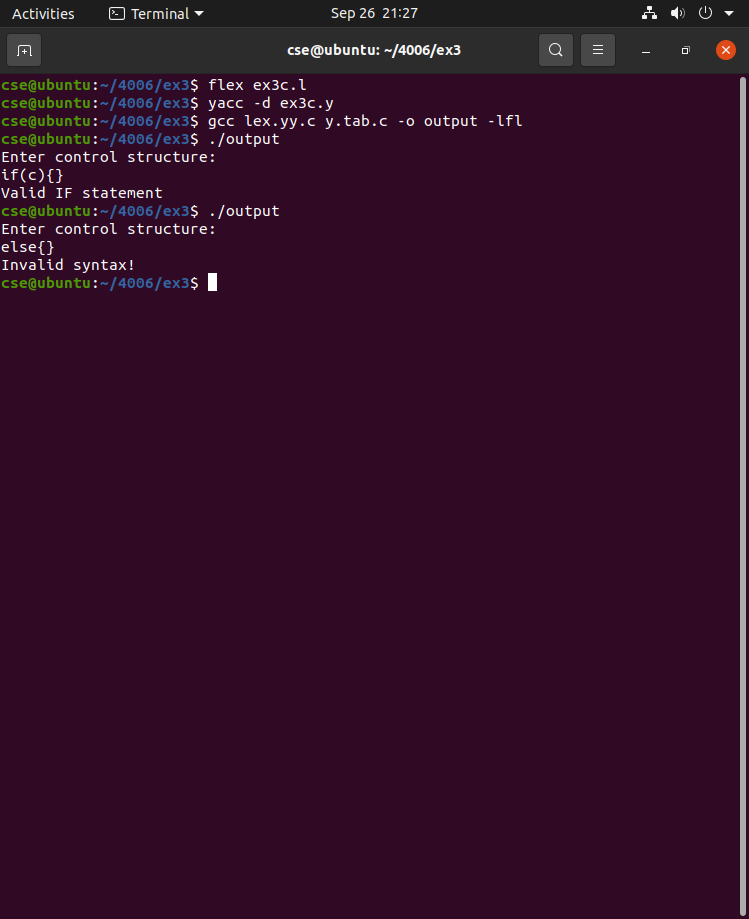 Activities Terminal Sep 26 21:27
cse@ubuntu: ~/4006/ex3
cse@ubuntu:~/4006/ex3$ flex ex3c.l
cse@ubuntu:~/4006/ex3$ yacc -d ex3c.y
cse@ubuntu:~/4006/ex3$ gcc lex.yy.c y.tab.c -o output -lfl
cse@ubuntu:~/4006/ex3$ ./output
Enter control structure:
if(c){}
Valid IF statement
cse@ubuntu:~/4006/ex3$ ./output
Enter control structure:
else{}
Invalid syntax!
cse@ubuntu:~/4006/ex3$